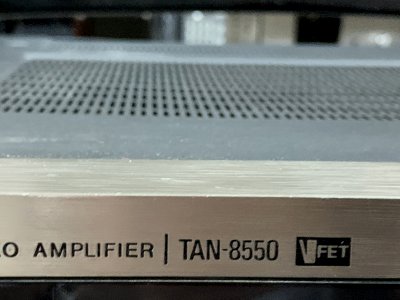 O AMPLIFIER | TAN-8550 VFET